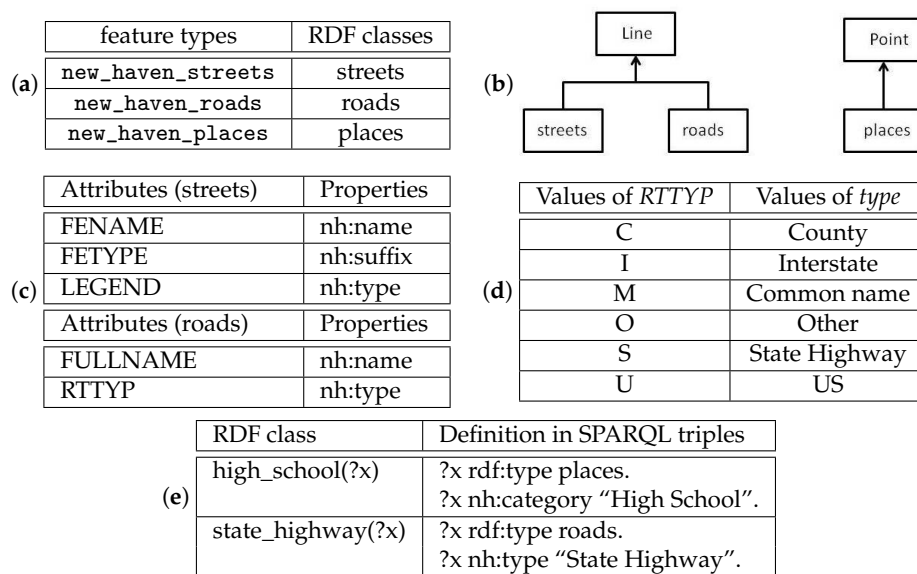 feature types RDF classes
(a) new_haven_streets streets
new_haven_roads roads
new_haven_places places
(b)
Line
streets roads
Point
places
Attributes (streets) Properties
FENAME nh:name
FETYPE nh:suffix
(c) LEGEND nh:type
Attributes (roads) Properties
FULLNAME nh:name
RTTYP nh:type
Values of RTTYP Values of type
C County
I Interstate
(d) M Common name
O Other
S State Highway
U US
RDF class Definition in SPARQL triples
(e) high_school(?x) ?x rdf:type places.
?x nh:category “High School”.
state_highway(?x) ?x rdf:type roads.
?x nh:type “State Highway”.